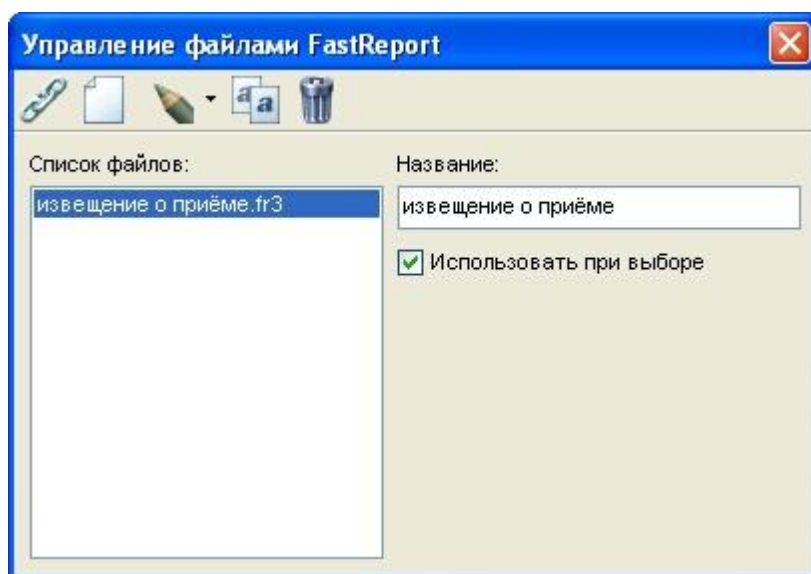 Управление файлами FastReport
Список файлов:
извещение о приёме.fr3
Название:
извещение о приёме
Использовать при выборе